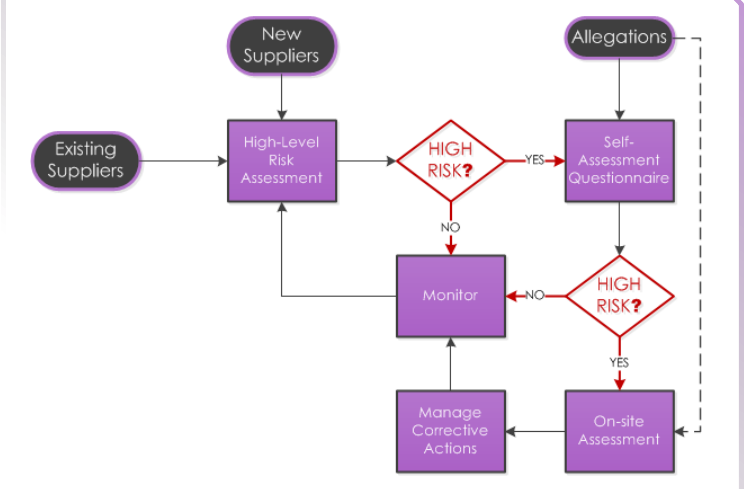 New
Suppliers
Allegations
Existing
Suppliers
High-Level
Risk
Assessment
HIGH
RISK?
YES
Self-
Assessment
Questionnaire
NO
Monitor
NO
HIGH
RISK?
YES
Manage
Corrective
Actions
On-site
Assessment